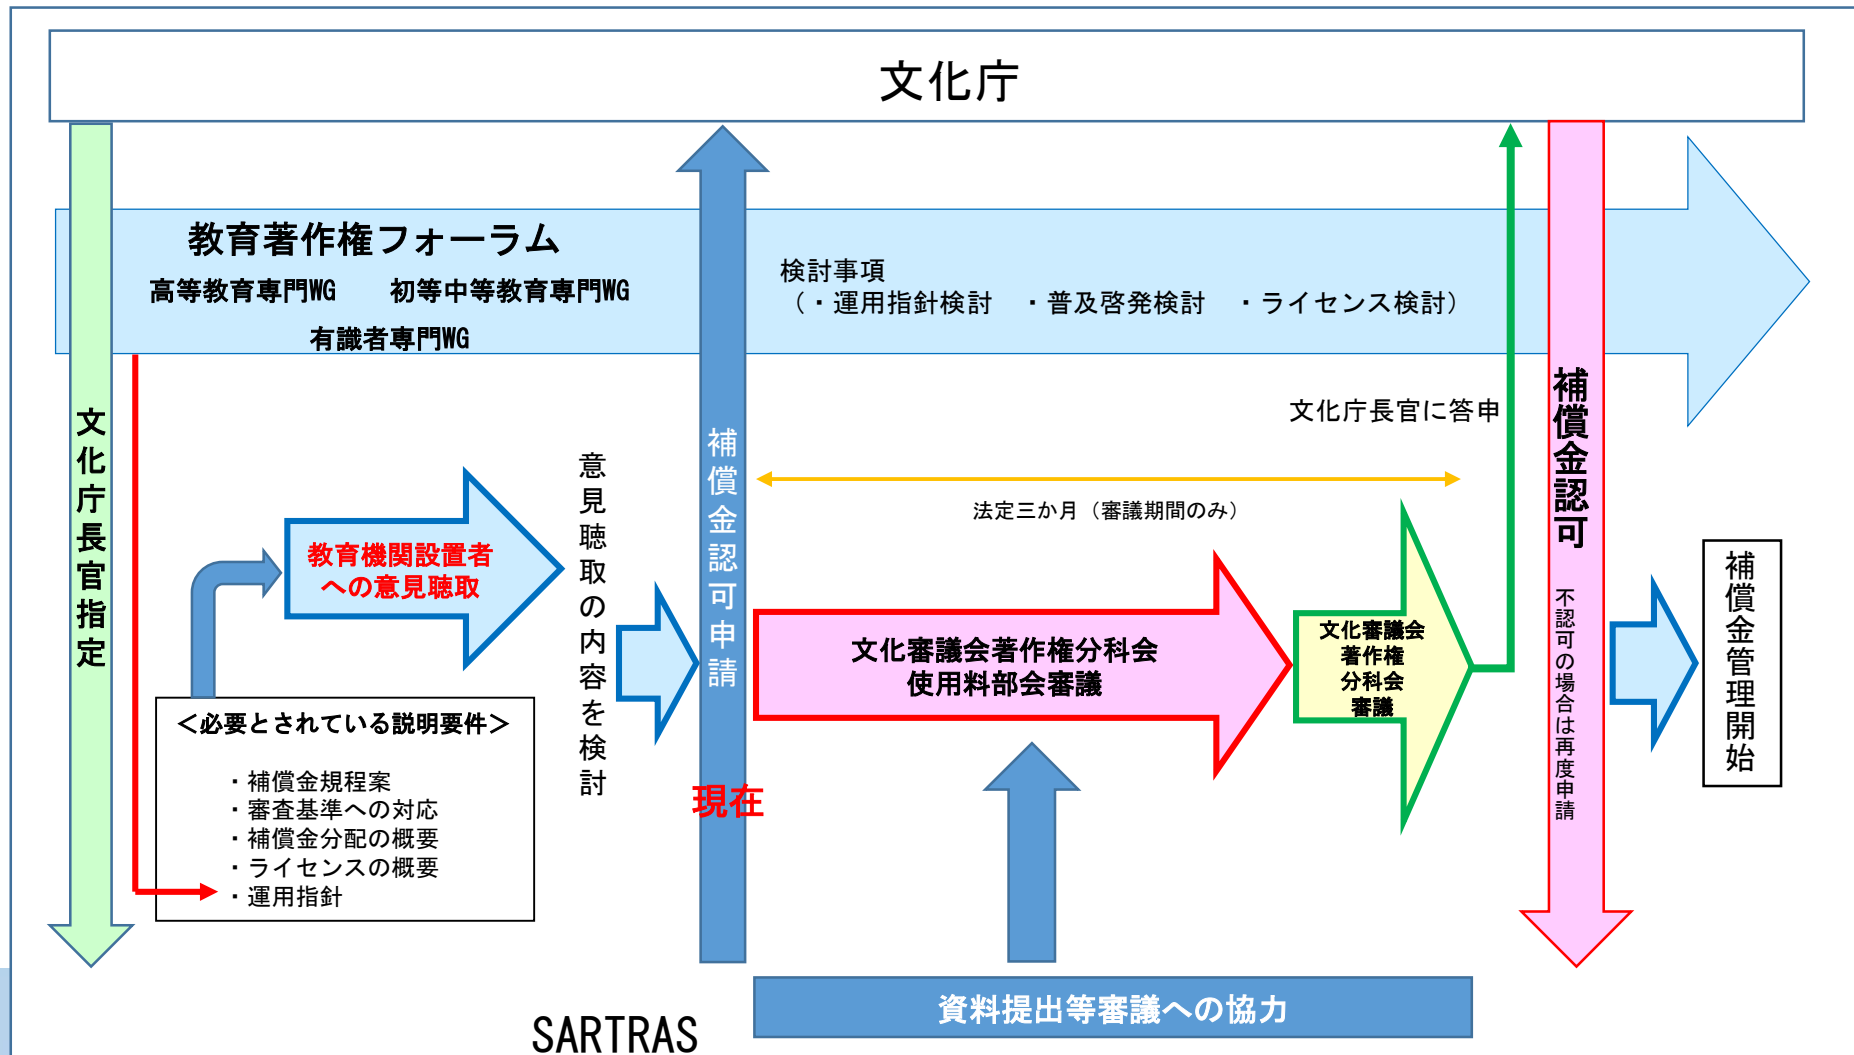 文化庁
教育著作権フォーラム
高等教育専門WG 初等中等教育専門WG
有識者専門WG
検討事項
（・運用指針検討 ・普及啓発検討 ・ライセンス検討）
文化庁長官指定
教育機関設置者
への意見聴取
＜必要とされている説明要件＞
・補償金規程案
・審査基準への対応
・補償金分配の概要
・ライセンスの概要
・運用指針
意見聴取の内容を検討
補償金認可申請
現在
文化庁長官に答申
法定三か月（審議期間のみ）
文化審議会著作権分科会
使用料部会審議
文化審議会
著作権
分科会
審議
補償金認可
不認可の場合は再度申請
補償金管理開始
資料提出等審議への協力
SARTRAS